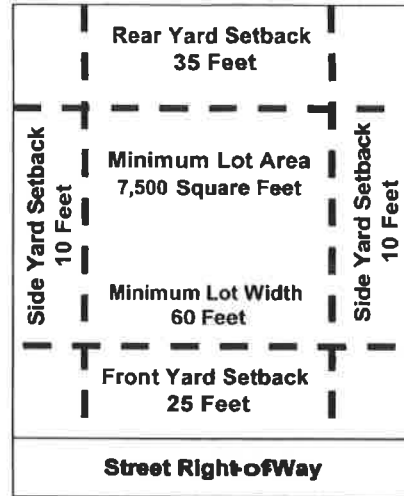 Rear Yard Setback
35 Feet
Side Yard Setback
10 Feet
Minimum Lot Area
7,500 Square Feet
Minimum Lot Width
60 Feet
Side Yard Setback
10 Feet
Front Yard Setback
25 Feet
Street Right-of-Way